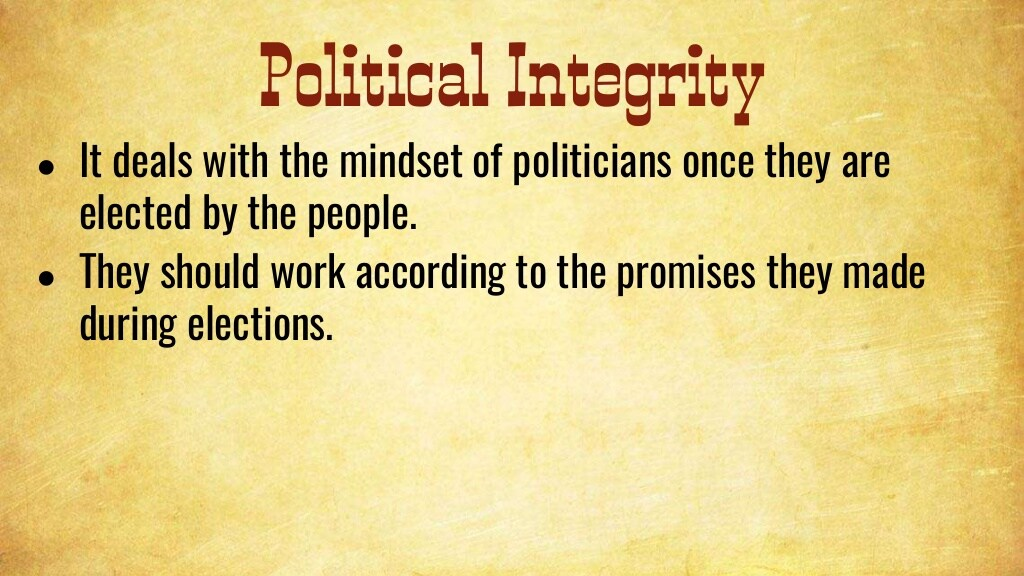 Political Integrity
• It deals with the mindset of politicians once they are
elected by the people.
• They should work according to the promises they made
during elections.